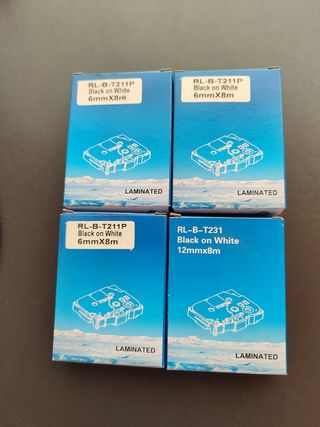 RL-B-T211P
Black on White
6mmX8m
LAMINATED
RL-B-T211P
Black on White
6mmX8m
LAMINATED
RL-B-T211P
Black on White
6mmX8m
LAMINATED
RL-B-T231
Black on White
12mmx8m
LAMINATED